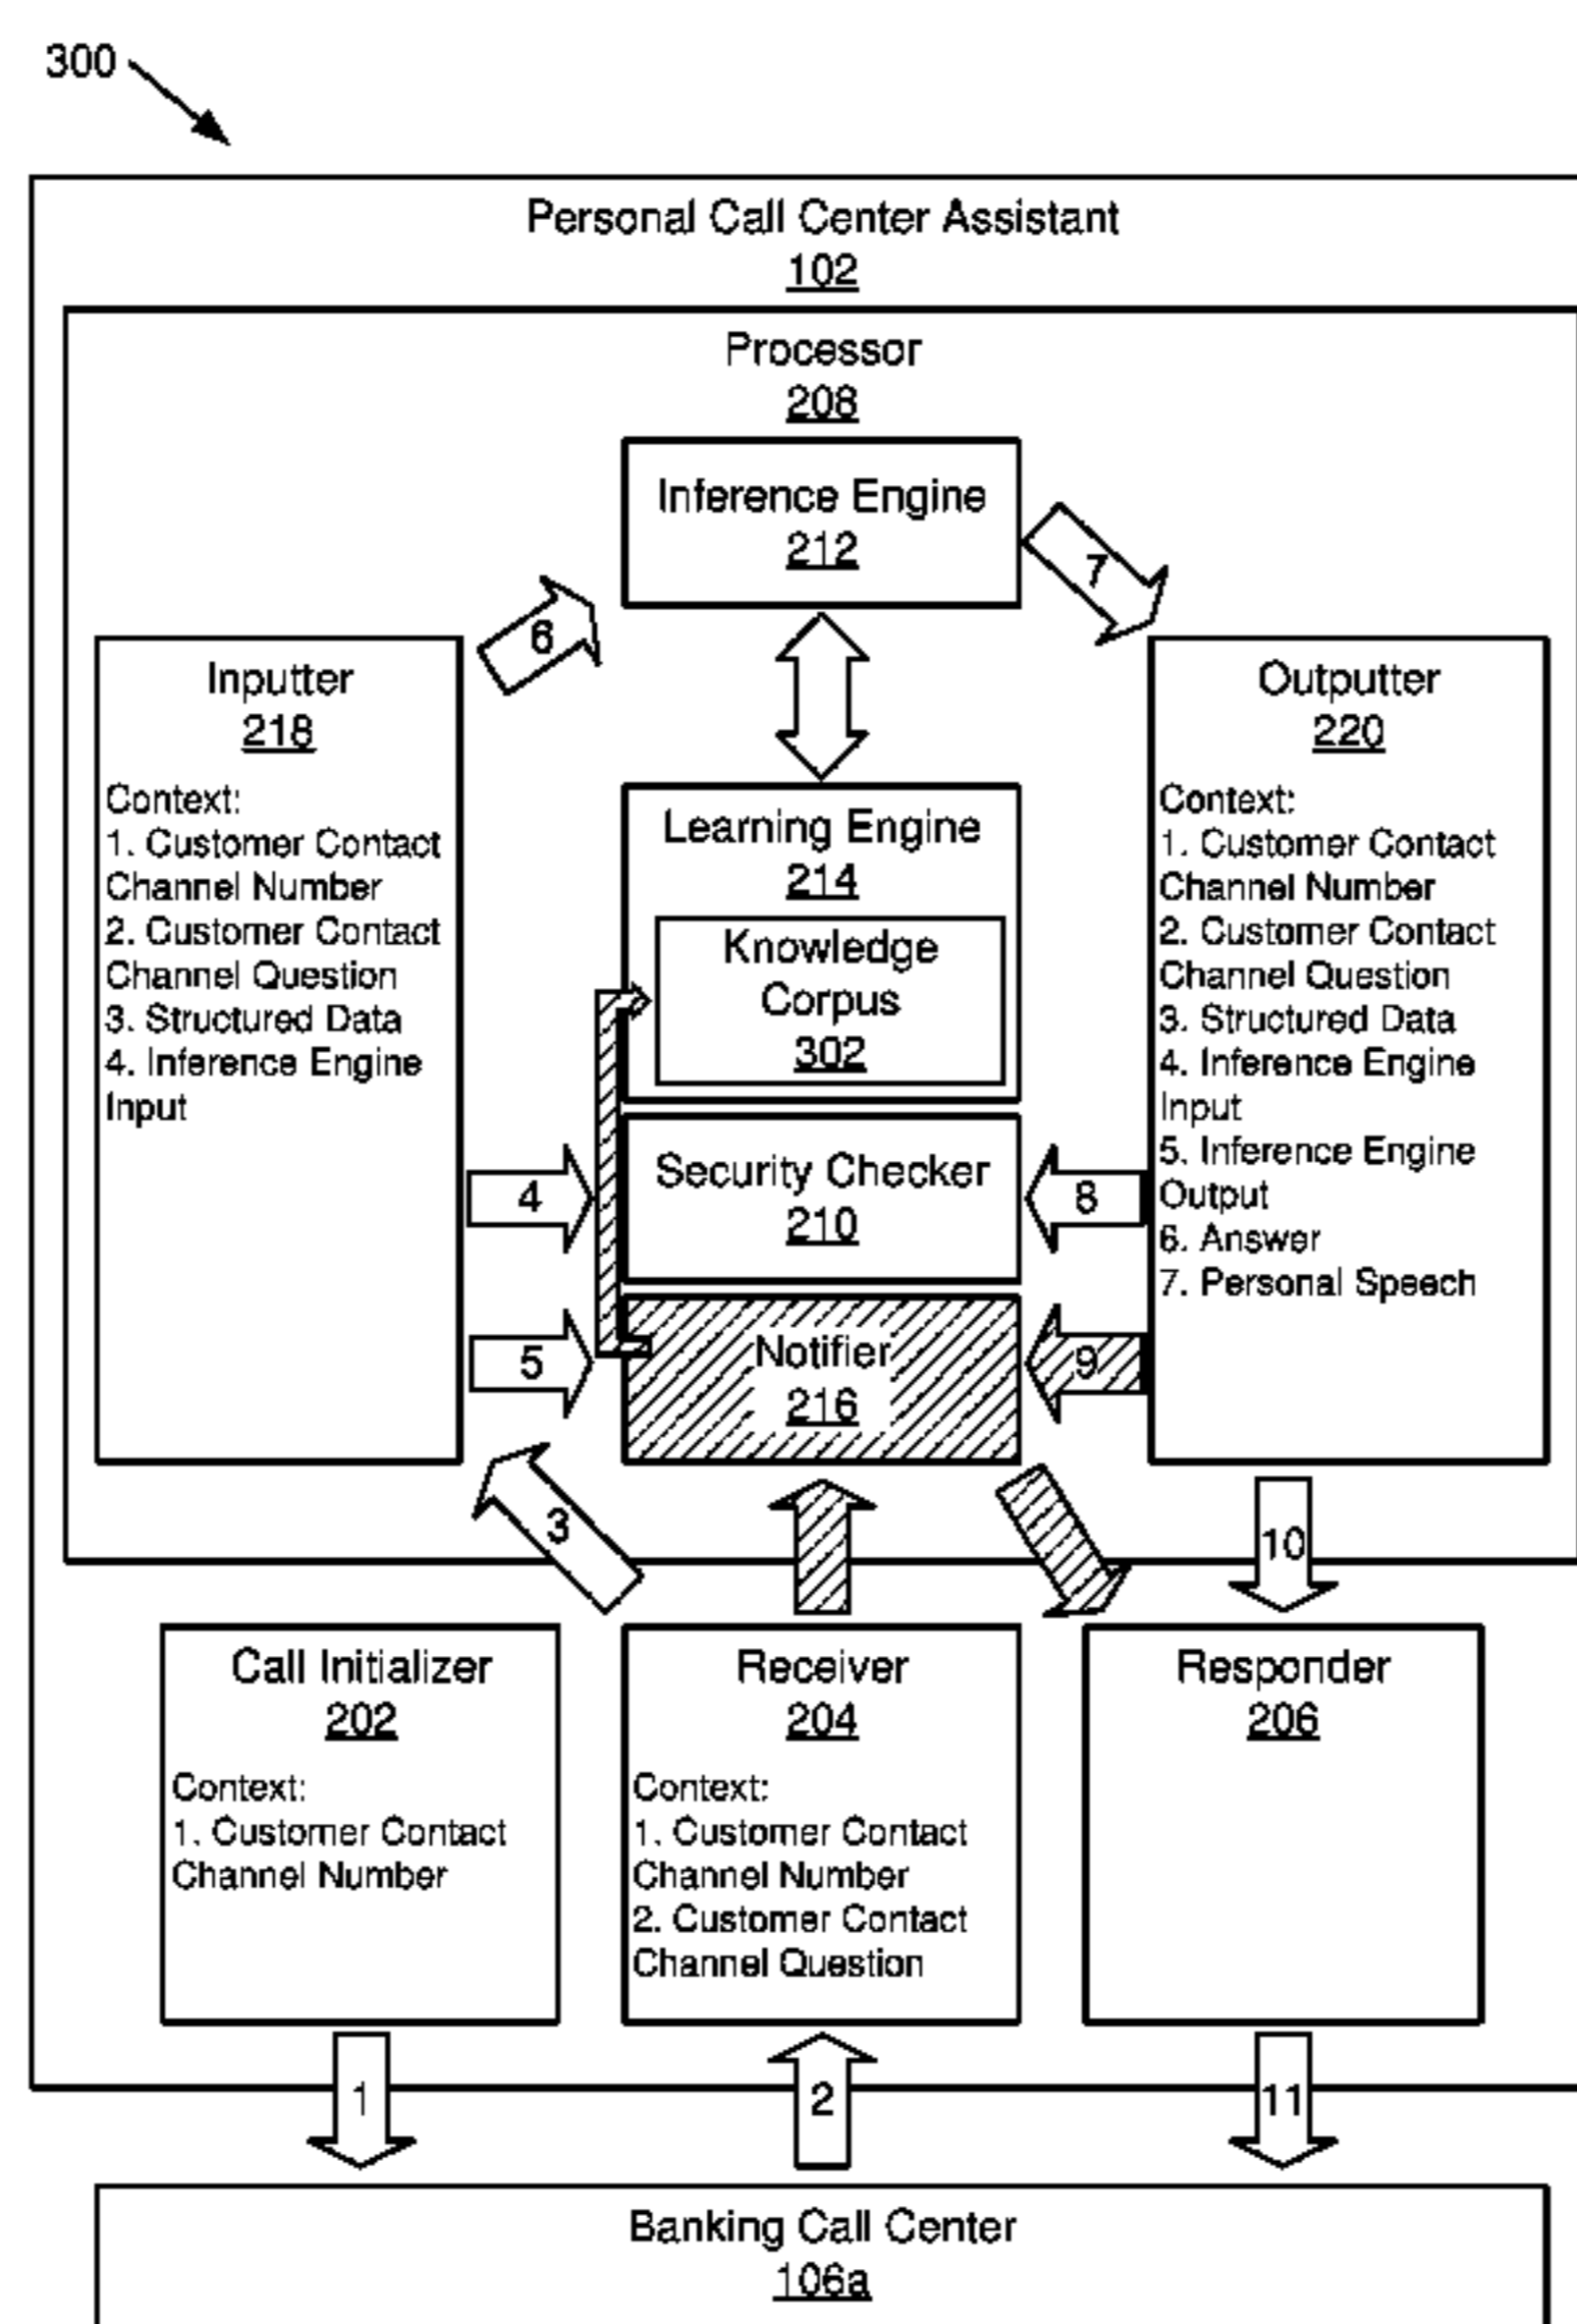 300
Personal Call Center Assistant
102
Processor
208
Inference Engine
212
7
6
Inputter
218
Context:
1. Customer Contact
Channel Number
2. Customer Contact
Channel Question
3. Structured Data
4. Inference Engine
Input
Learning Engine
214
Knowledge
Corpus
302
Outputter
220
Context:
1. Customer Contact
Channel Number
2. Customer Contact
Channel Question
3. Structured Data
4. Inference Engine
Input
5. Inference Engine
Output
6. Answer
7. Personal Speech
4
Security Checker
210
8
5
Notifier
216
9
3
10
Call Initializer
202
Context:
1. Customer Contact
Channel Number
Receiver
204
Context:
1. Customer Contact
Channel Number
2. Customer Contact
Channel Question
Responder
206
1
2
11
Banking Call Center
106a